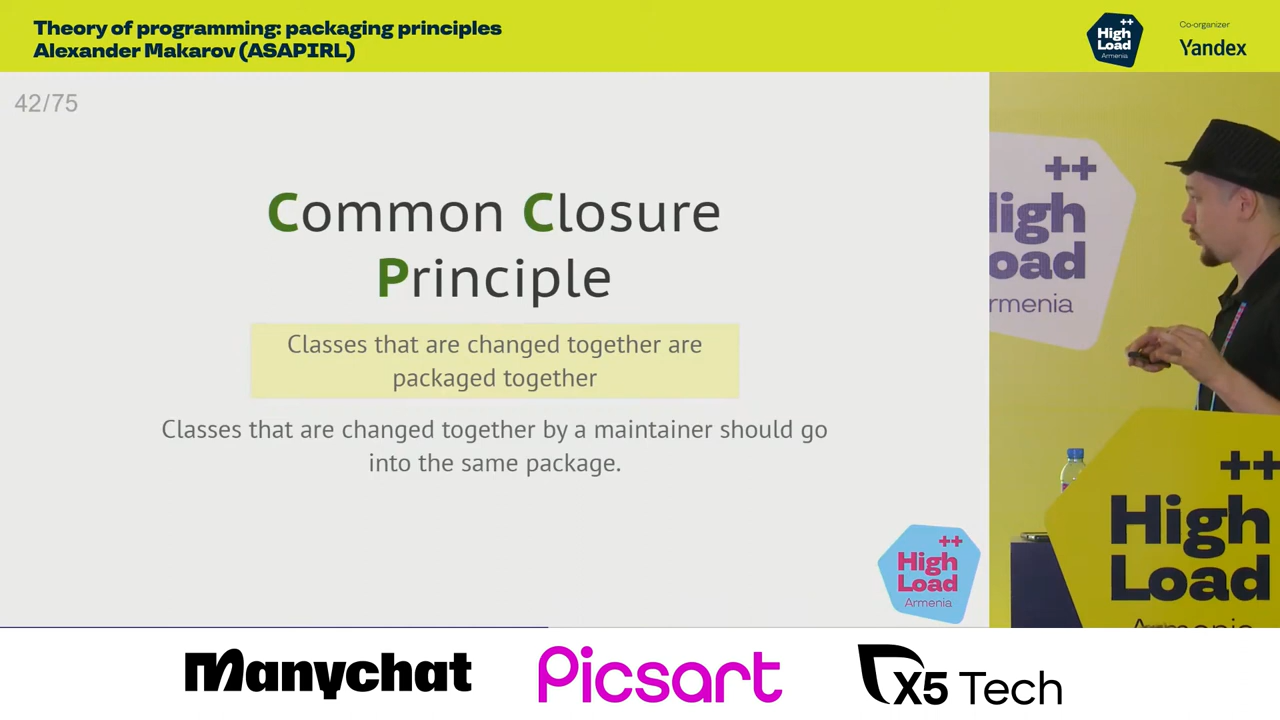 Theory of programming: packaging principles
Alexander Makarov (ASAPIRL)
++
High
Load
Armenia
Co-organizer
Yandex
42/75
Common Closure
Principle
Classes that are changed together are
packaged together
Classes that are changed together by a maintainer should go
into the same package.
++
High
Load
Armenia
++
High
oad
rmenia
++
High
Load
Armenia
Manychat
Picsart
X5 Tech